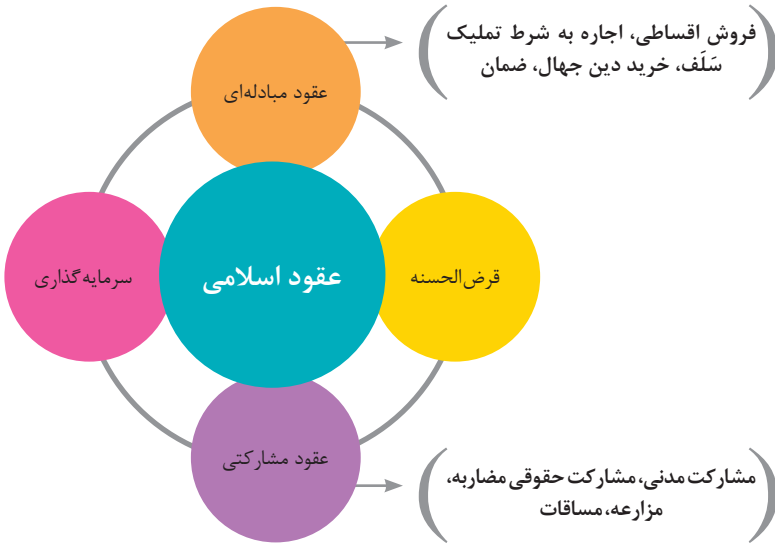 فروش اقساطی، اجاره به شرط تملیک
سَلَف، خرید دین جهال، ضمان
عقود مبادله‌ای
قرض‌الحسنه
عقود اسلامی
سرمایه‌گذاری
عقود مشارکتی
مشارکت مدنی، مشارکت حقوقی مضاربه،
مزارعه، مساقات